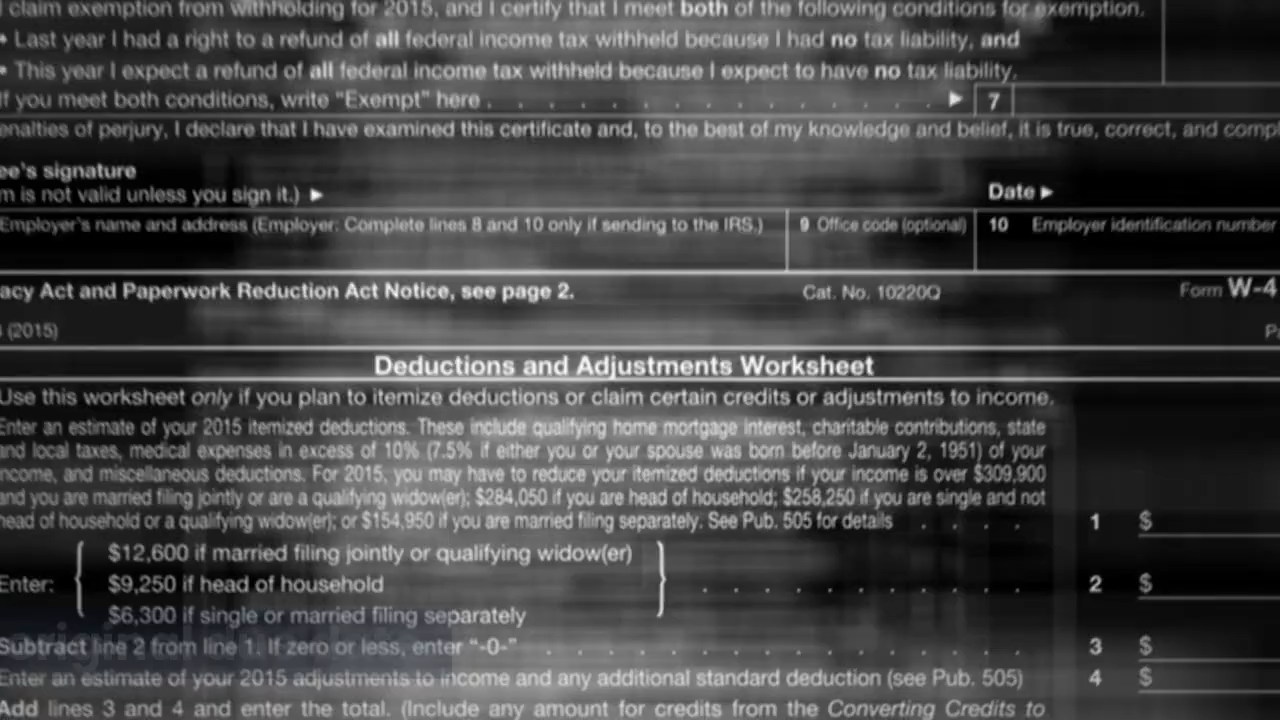 I claim exemption from withholding for 2015, and I certify that I meet both of the following conditions for exemption.
• Last year I had a right to a refund of all federal income tax withheld because I had no tax liability, and
• This year I expect a refund of all federal income tax withheld because I expect to have no tax liability.
If you meet both conditions, write “Exempt” here . . . . . . . . . . . . . . . ▶ 7
enalties of perjury, I declare that I have examined this certificate and, to the best of my knowledge and belief, it is true, correct, and comp
ee's signature
m is not valid unless you sign it.) ▶ Date ▶
Employer's name and address (Employer: Complete lines 8 and 10 only if sending to the IRS.) 9 Office code (optional) 10 Employer identification number
acy Act and Paperwork Reduction Act Notice, see page 2. Cat. No. 10220Q Form W-4
(2015)
Deductions and Adjustments Worksheet
Use this worksheet only if you plan to itemize deductions or claim certain credits or adjustments to income.
Enter an estimate of your 2015 itemized deductions. These include qualifying home mortgage interest, charitable contributions, state
and local taxes, medical expenses in excess of 10% (7.5% if either you or your spouse was born before January 2, 1951) of your
income, and miscellaneous deductions. For 2015, you may have to reduce your itemized deductions if your income is over $309,900
and you are married filing jointly or are a qualifying widow(er); $284,050 if you are head of household; $258,250 if you are single and not
head of household or a qualifying widow(er); or $154,950 if you are married filing separately. See Pub. 505 for details . . . . 1 $
$12,600 if married filing jointly or qualifying widow(er)
Enter: { $9,250 if head of household } . . . . . . . . . . . 2 $
$6,300 if single or married filing separately
original due date
Subtract line 2 from line 1. If zero or less, enter “-0-” . . . . . . . . . . . . . . . . 3 $
Enter an estimate of your 2015 adjustments to income and any additional standard deduction (see Pub. 505) 4 $
Add lines 3 and 4 and enter the total. (Include any amount for credits from the Converting Credits to